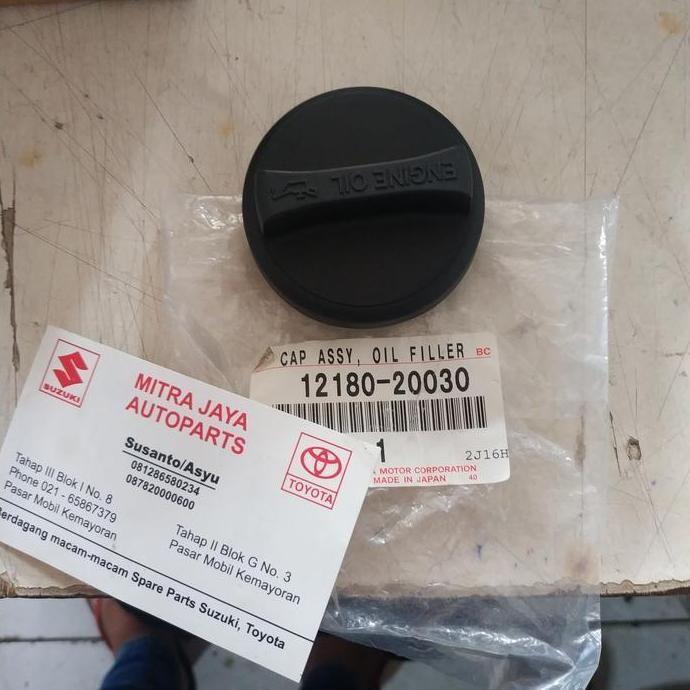 ENGINE OIL
CAP ASSY, OIL FILLER BC
12180-20030
1
2J16H
MOTOR CORPORATION
MADE IN JAPAN 40
SUZUKI
MITRA JAYA
AUTOPARTS
TOYOTA
Susanto/Asyu
081286580234
087820000600
Tahap III Blok I No. 8
Phone 021 - 65867379
Pasar Mobil Kemayoran
Tahap II Blok G No. 3
Pasar Mobil Kemayoran
Berdagang macam-macam Spare Parts Suzuki, Toyota